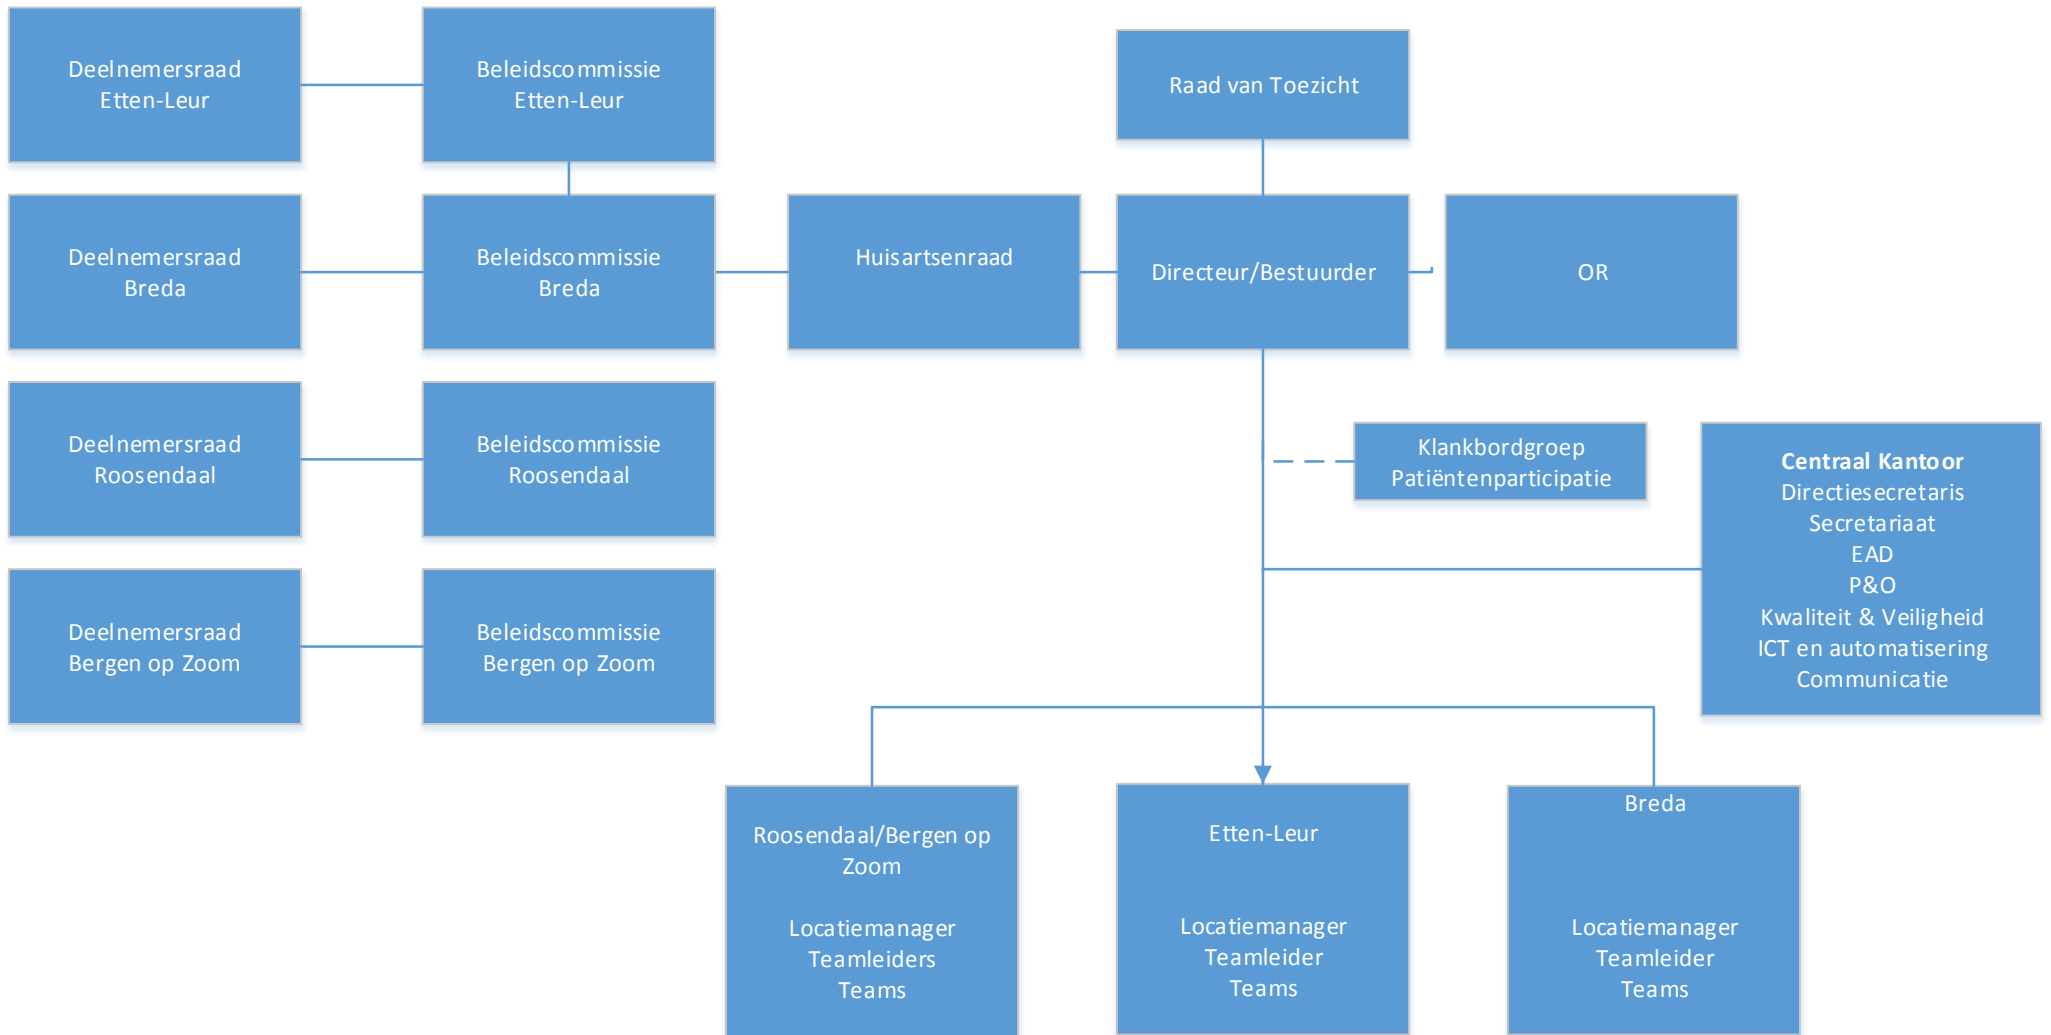 Deelnemersraad
Etten-Leur
Beleidscommissie
Etten-Leur
Raad van Toezicht
Deelnemersraad
Breda
Beleidscommissie
Breda
Huisartsenraad
Directeur/Bestuurder
OR
Deelnemersraad
Roosendaal
Beleidscommissie
Roosendaal
Klankbordgroep
Patiëntenparticipatie
Centraal Kantoor
Directiesecretaris
Secretariaat
EAD
P&O
Kwaliteit & Veiligheid
ICT en automatisering
Communicatie
Deelnemersraad
Bergen op Zoom
Beleidscommissie
Bergen op Zoom
Roosendaal/Bergen op
Zoom
Locatiemanager
Teamleiders
Teams
Etten-Leur
Locatiemanager
Teamleider
Teams
Breda
Locatiemanager
Teamleider
Teams